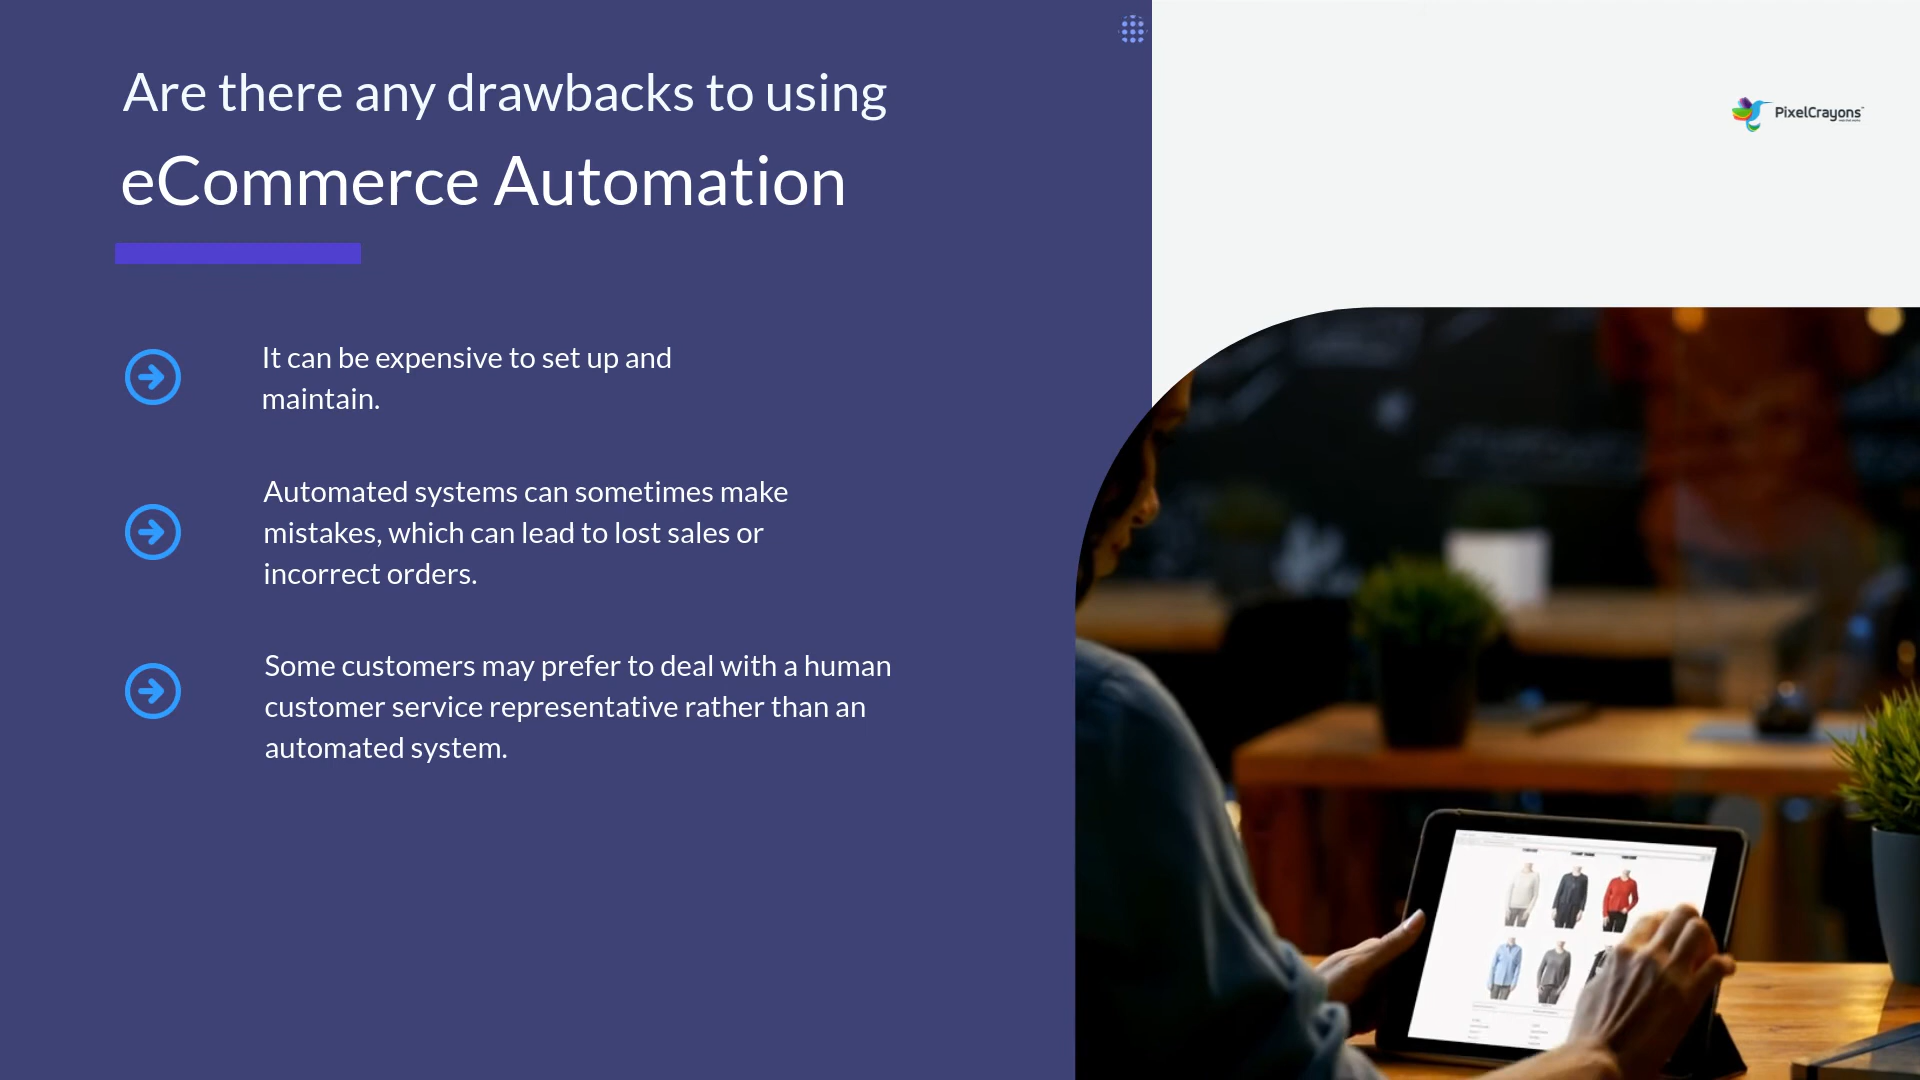 Are there any drawbacks to using
eCommerce Automation
PixelCrayons
It can be expensive to set up and
maintain.
Automated systems can sometimes make
mistakes, which can lead to lost sales or
incorrect orders.
Some customers may prefer to deal with a human
customer service representative rather than an
automated system.